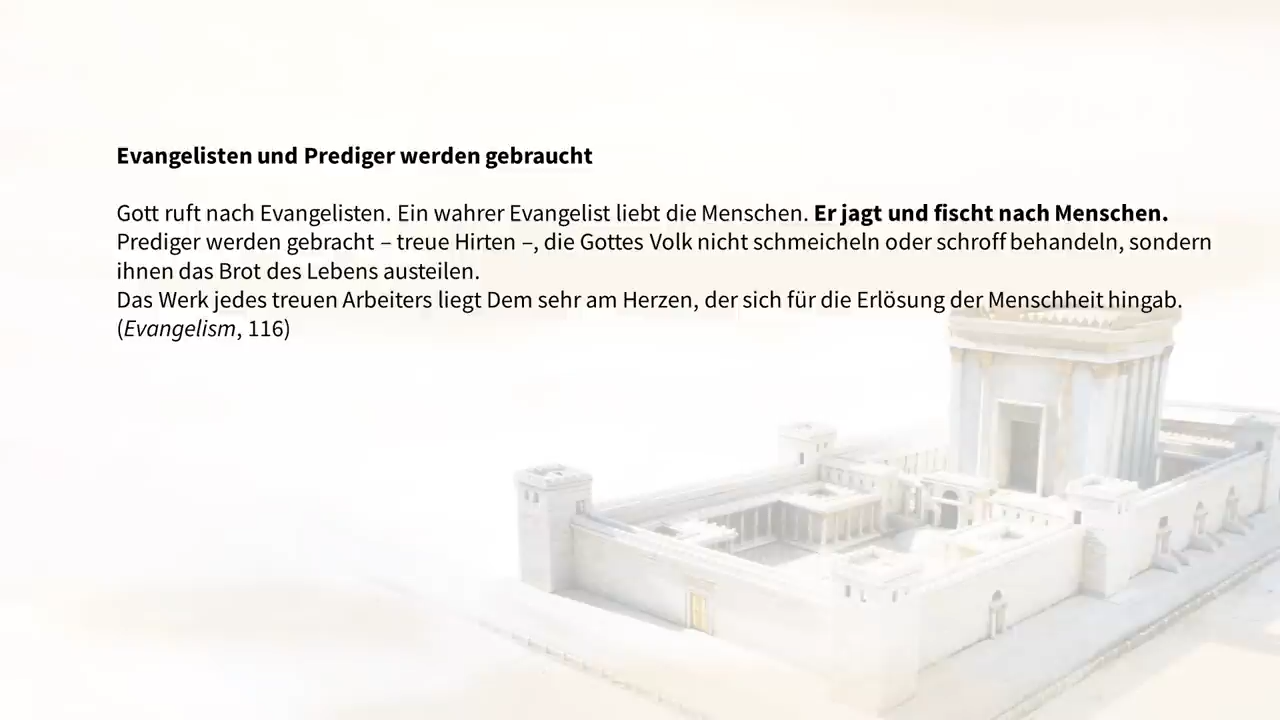 Evangelisten und Prediger werden gebraucht
Gott ruft nach Evangelisten. Ein wahrer Evangelist liebt die Menschen. Er jagt und fischt nach Menschen.
Prediger werden gebracht – treue Hirten –, die Gottes Volk nicht schmeicheln oder schroff behandeln, sondern
ihnen das Brot des Lebens austeilen.
Das Werk jedes treuen Arbeiters liegt Dem sehr am Herzen, der sich für die Erlösung der Menschheit hingab.
(Evangelism, 116)